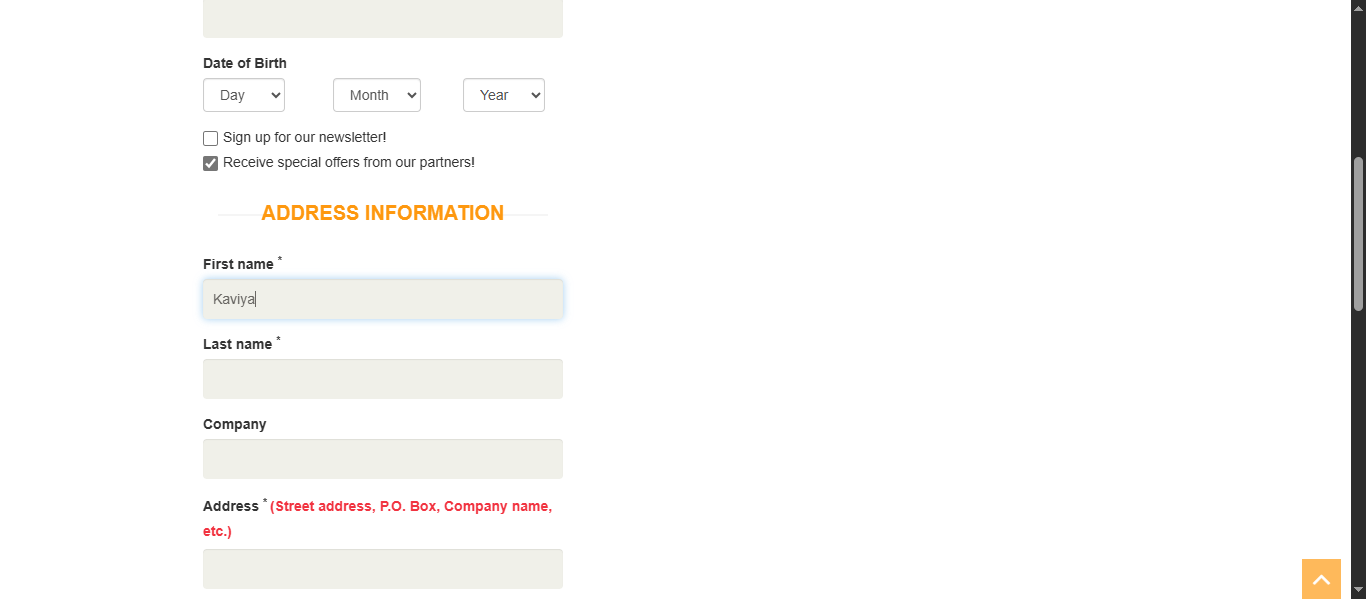 Date of Birth
Day Month Year
Sign up for our newsletter!
Receive special offers from our partners!
ADDRESS INFORMATION
First name *
Kaviya
Last name *
Company
Address * (Street address, P.O. Box, Company name,
etc.)